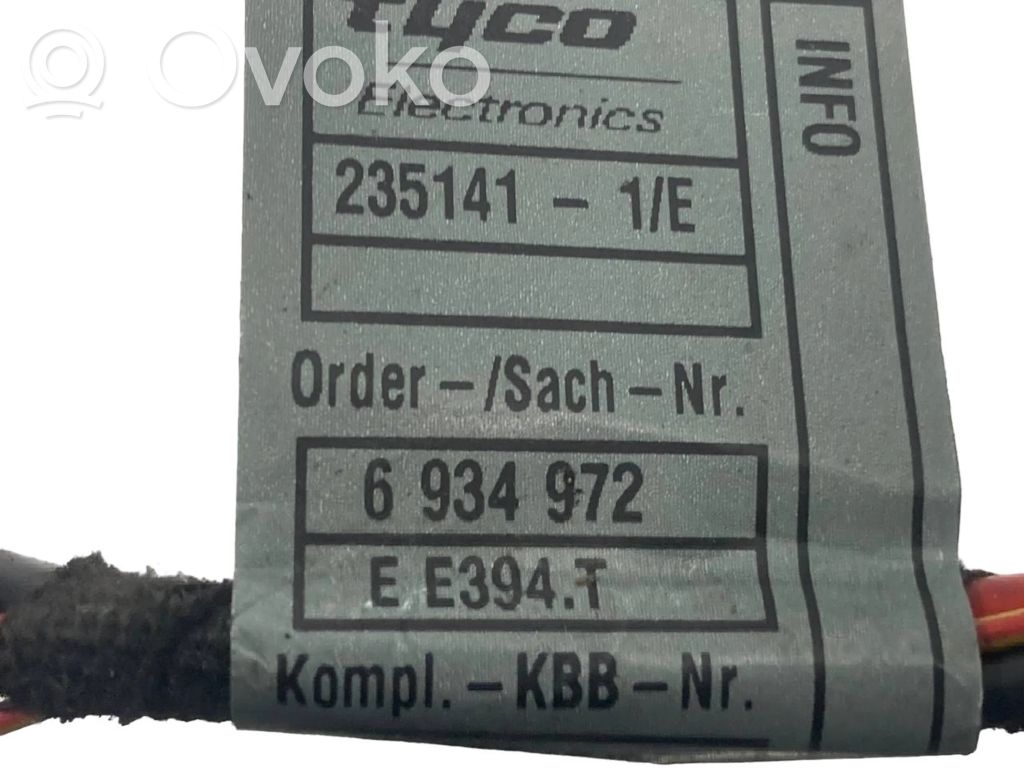 tyco
Electronics
235141 - 1/E
Order-/Sach-Nr.
6 934 972
E E394.T
Kompl.-KBB-Nr.
INFO
Ovoko